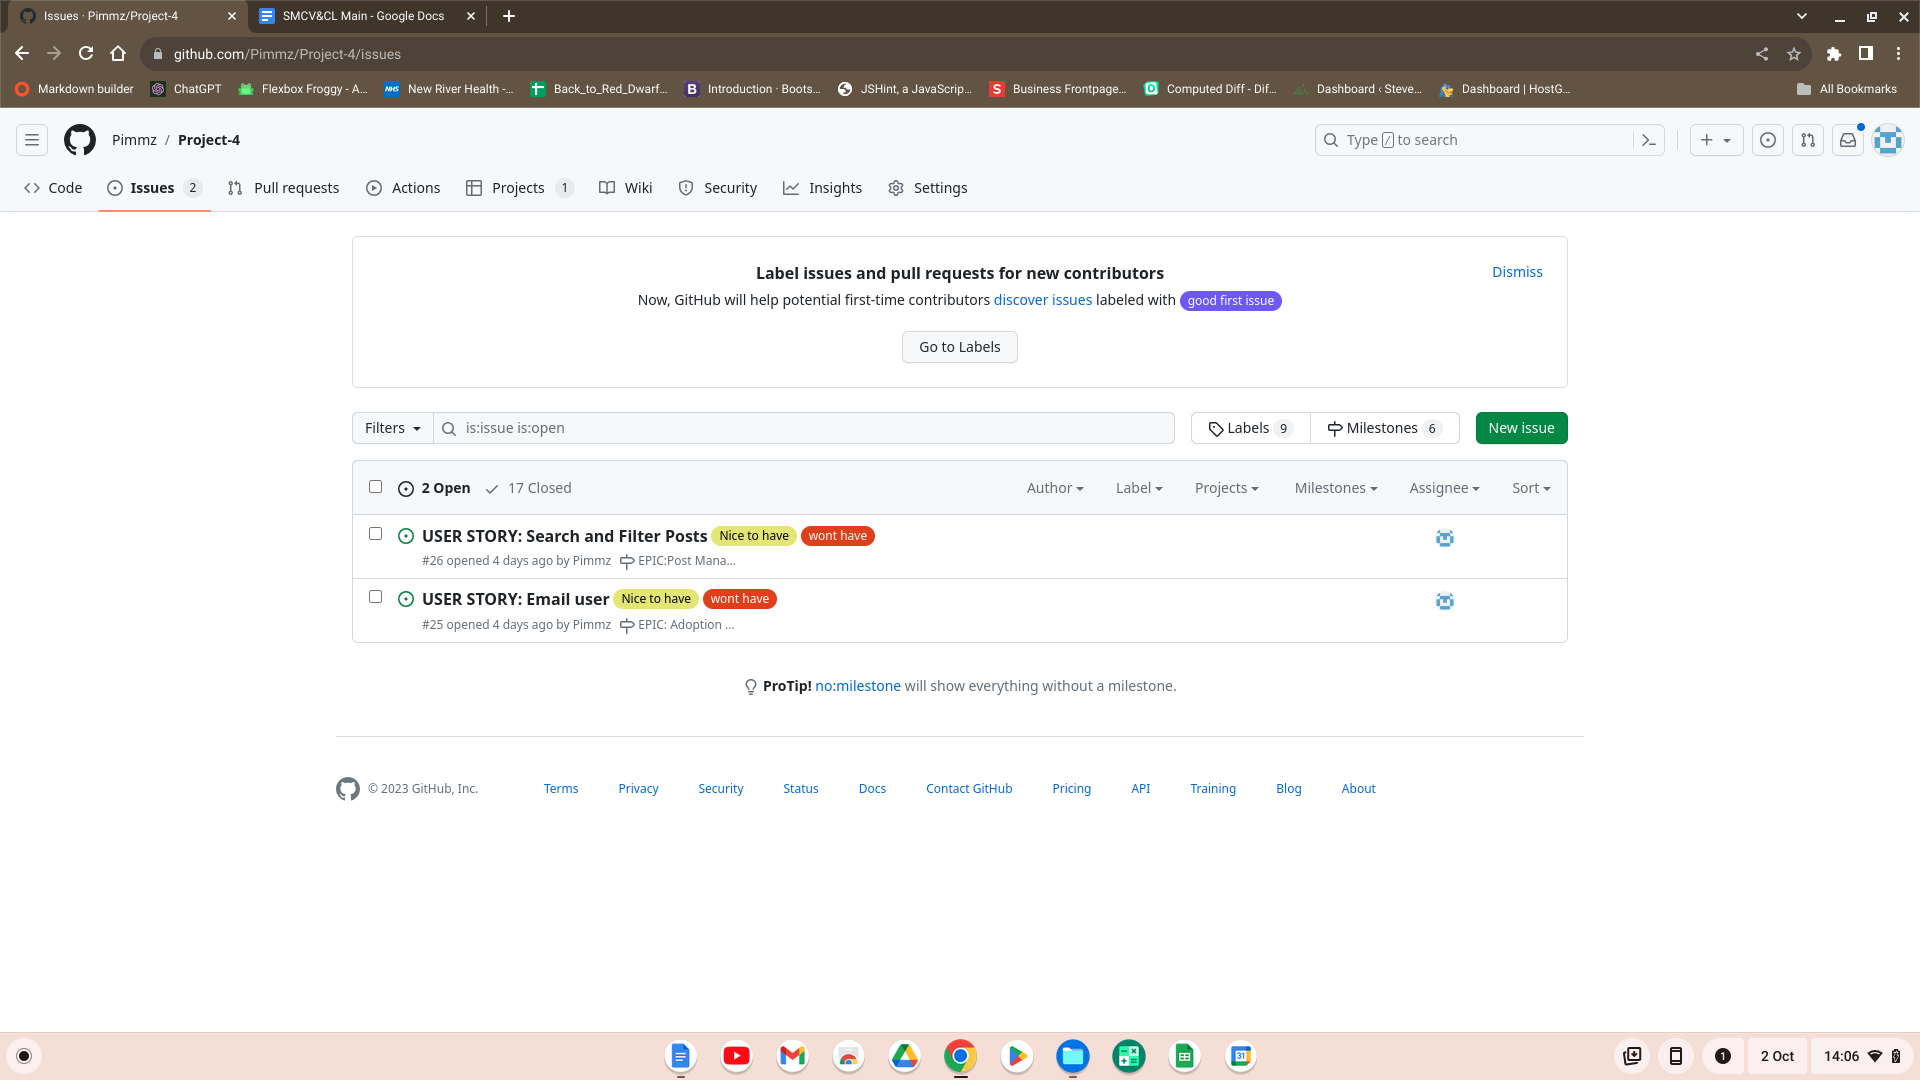 Issues · Pimmz/Project-4
SMCV&CL Main - Google Docs
github.com/Pimmz/Project-4/issues
Markdown builder
ChatGPT
Flexbox Froggy - A...
NHS New River Health -...
Back_to_Red_Dwarf...
B Introduction · Boots...
JSHint, a JavaScrip...
S Business Frontpage...
Computed Diff - Dif...
Dashboard ‹ Steve...
Dashboard | HostG...
All Bookmarks
Pimmz / Project-4
Type / to search
Code
Issues 2
Pull requests
Actions
Projects 1
Wiki
Security
Insights
Settings
Label issues and pull requests for new contributors
Dismiss
Now, GitHub will help potential first-time contributors discover issues labeled with good first issue
Go to Labels
Filters
is:issue is:open
Labels 9
Milestones 6
New issue
2 Open
17 Closed
Author
Label
Projects
Milestones
Assignee
Sort
USER STORY: Search and Filter Posts Nice to have wont have
#26 opened 4 days ago by Pimmz EPIC:Post Mana...
USER STORY: Email user Nice to have wont have
#25 opened 4 days ago by Pimmz EPIC: Adoption ...
ProTip! no:milestone will show everything without a milestone.
© 2023 GitHub, Inc.
Terms
Privacy
Security
Status
Docs
Contact GitHub
Pricing
API
Training
Blog
About
31
1
2 Oct
14:06